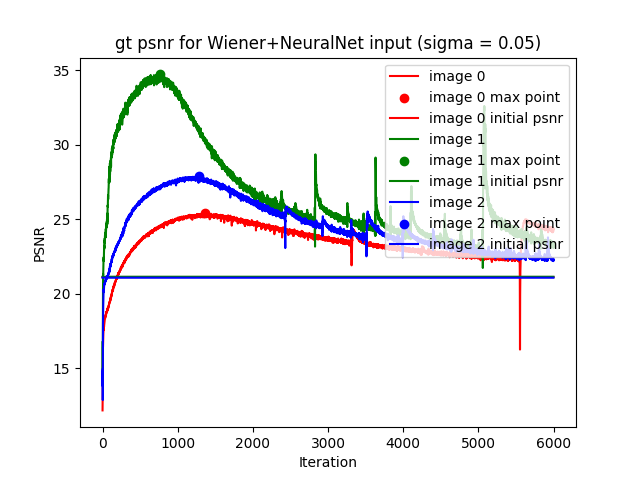 gt psnr for Wiener+NeuralNet input (sigma = 0.05)
35
30
25
20
15
PSNR
image 0
image 0 max point
image 0 initial psnr
image 1
image 1 max point
image 1 initial psnr
image 2
image 2 max point
image 2 initial psnr
0 1000 2000 3000 4000 5000 6000
Iteration